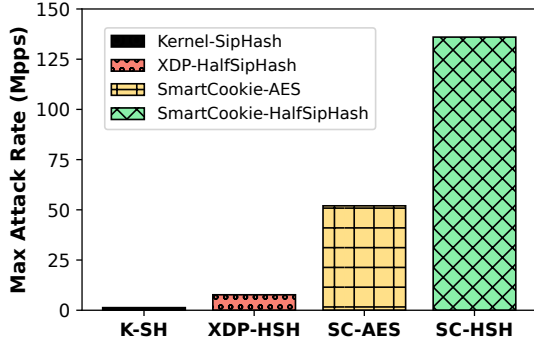 Max Attack Rate (Mpps)
150
125
100
75
50
25
0
Kernel-SipHash
XDP-HalfSipHash
SmartCookie-AES
SmartCookie-HalfSipHash
K-SH XDP-HSH SC-AES SC-HSH